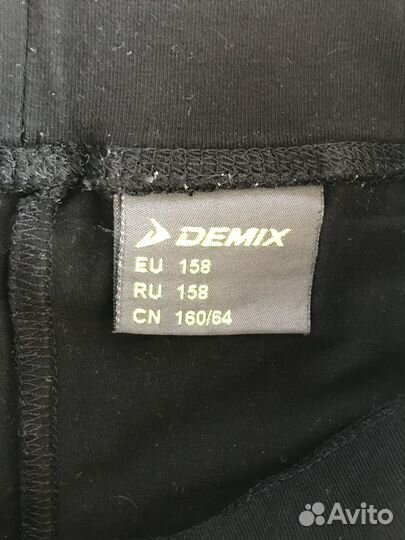 DEMIX
EU 158
RU 158
CN 160/64
Avito